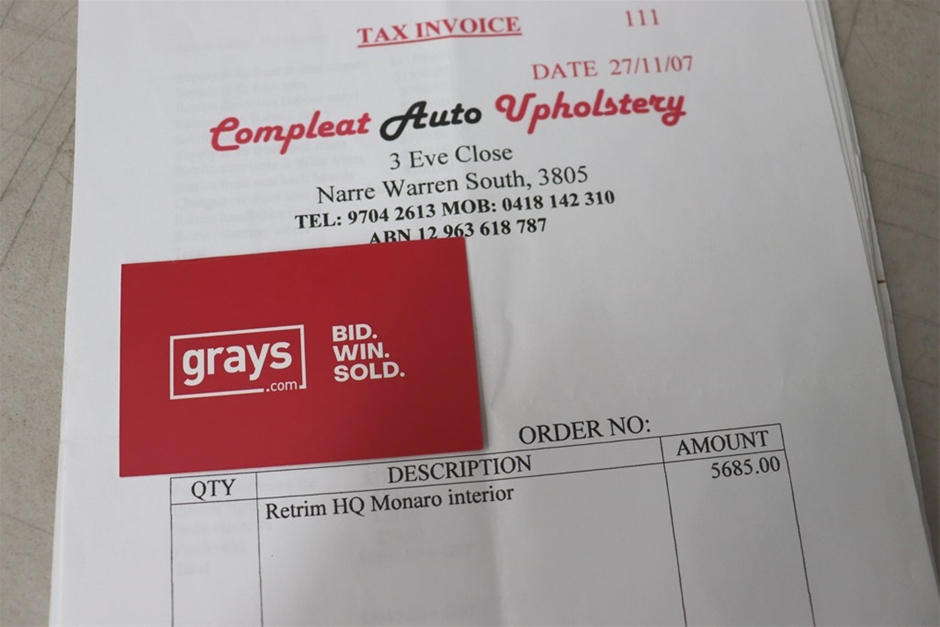 TAX INVOICE 111
DATE 27/11/07
Compleat Auto Upholstery
3 Eve Close
Narre Warren South, 3805
TEL: 9704 2613 MOB: 0418 142 310
ABN 12 963 618 787
grays
.com
BID.
WIN.
SOLD.
ORDER NO:
QTY DESCRIPTION AMOUNT
Retrim HQ Monaro interior 5685.00